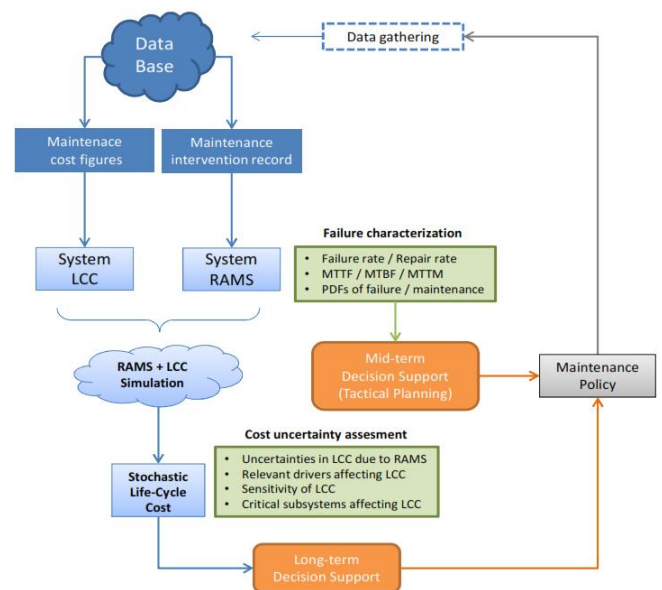 Data
Base
Data gathering
Maintenace
cost figures
Maintenance
intervention record
System
LCC
System
RAMS
Failure characterization
• Failure rate / Repair rate
• MTTF / MTBF / MTTM
• PDFs of failure / maintenance
RAMS + LCC
Simulation
Mid-term
Decision Support
(Tactical Planning)
Maintenance
Policy
Cost uncertainty assesment
Stochastic
Life-Cycle
Cost
• Uncertainties in LCC due to RAMS
• Relevant drivers affecting LCC
• Sensitivity of LCC
• Critical subsystems affecting LCC
Long-term
Decision Support